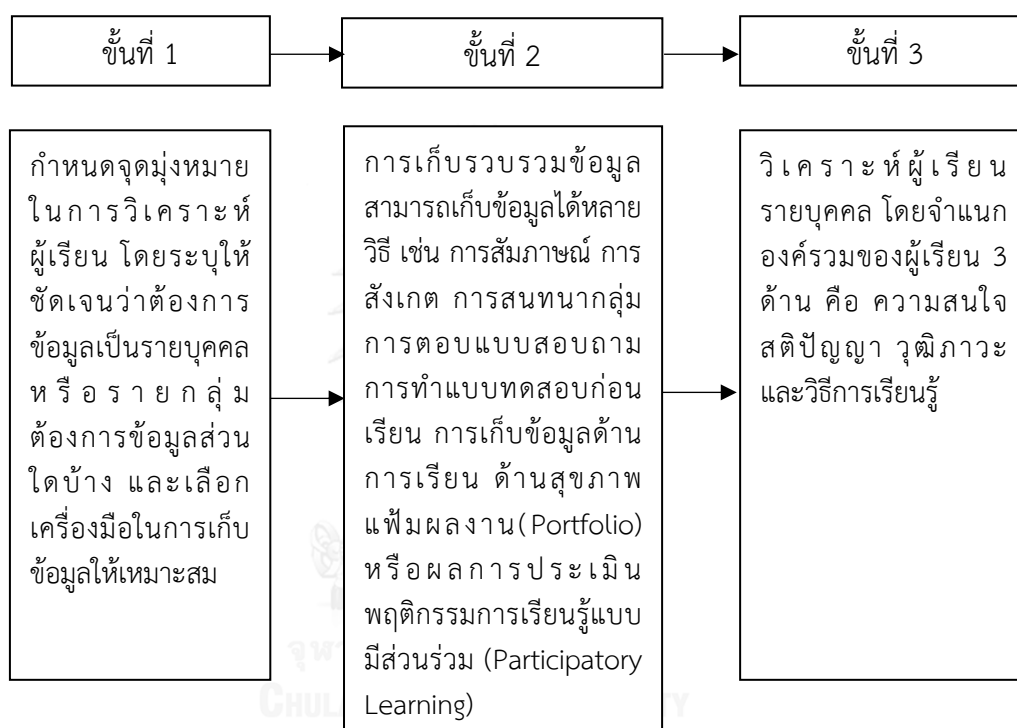 ขั้นที่ 1
ขั้นที่ 2
ขั้นที่ 3
กำหนดจุดมุ่งหมาย
ในการวิเคราะห์
ผู้เรียน โดยระบุให้
ชัดเจนว่าต้องการ
ข้อมูลเป็นรายบุคคล
หรือรายกลุ่ม
ต้องการข้อมูลส่วน
ใดบ้าง และเลือก
เครื่องมือในการเก็บ
ข้อมูลให้เหมาะสม
การเก็บรวบรวมข้อมูล
สามารถเก็บข้อมูลได้หลาย
วิธี เช่น การสัมภาษณ์ การ
สังเกต การสนทนากลุ่ม
การตอบแบบสอบถาม
การทำแบบทดสอบก่อน
เรียน การเก็บข้อมูลด้าน
การเรียน ด้านสุขภาพ
แฟ้มผลงาน(Portfolio)
หรือผลการประเมิน
พฤติกรรมการเรียนรู้แบบ
มีส่วนร่วม (Participatory
Learning)
วิเคราะห์ผู้เรียน
รายบุคคล โดยจำแนก
องค์รวมของผู้เรียน 3
ด้าน คือ ความสนใจ
สติปัญญา วุฒิภาวะ
และวิธีการเรียนรู้